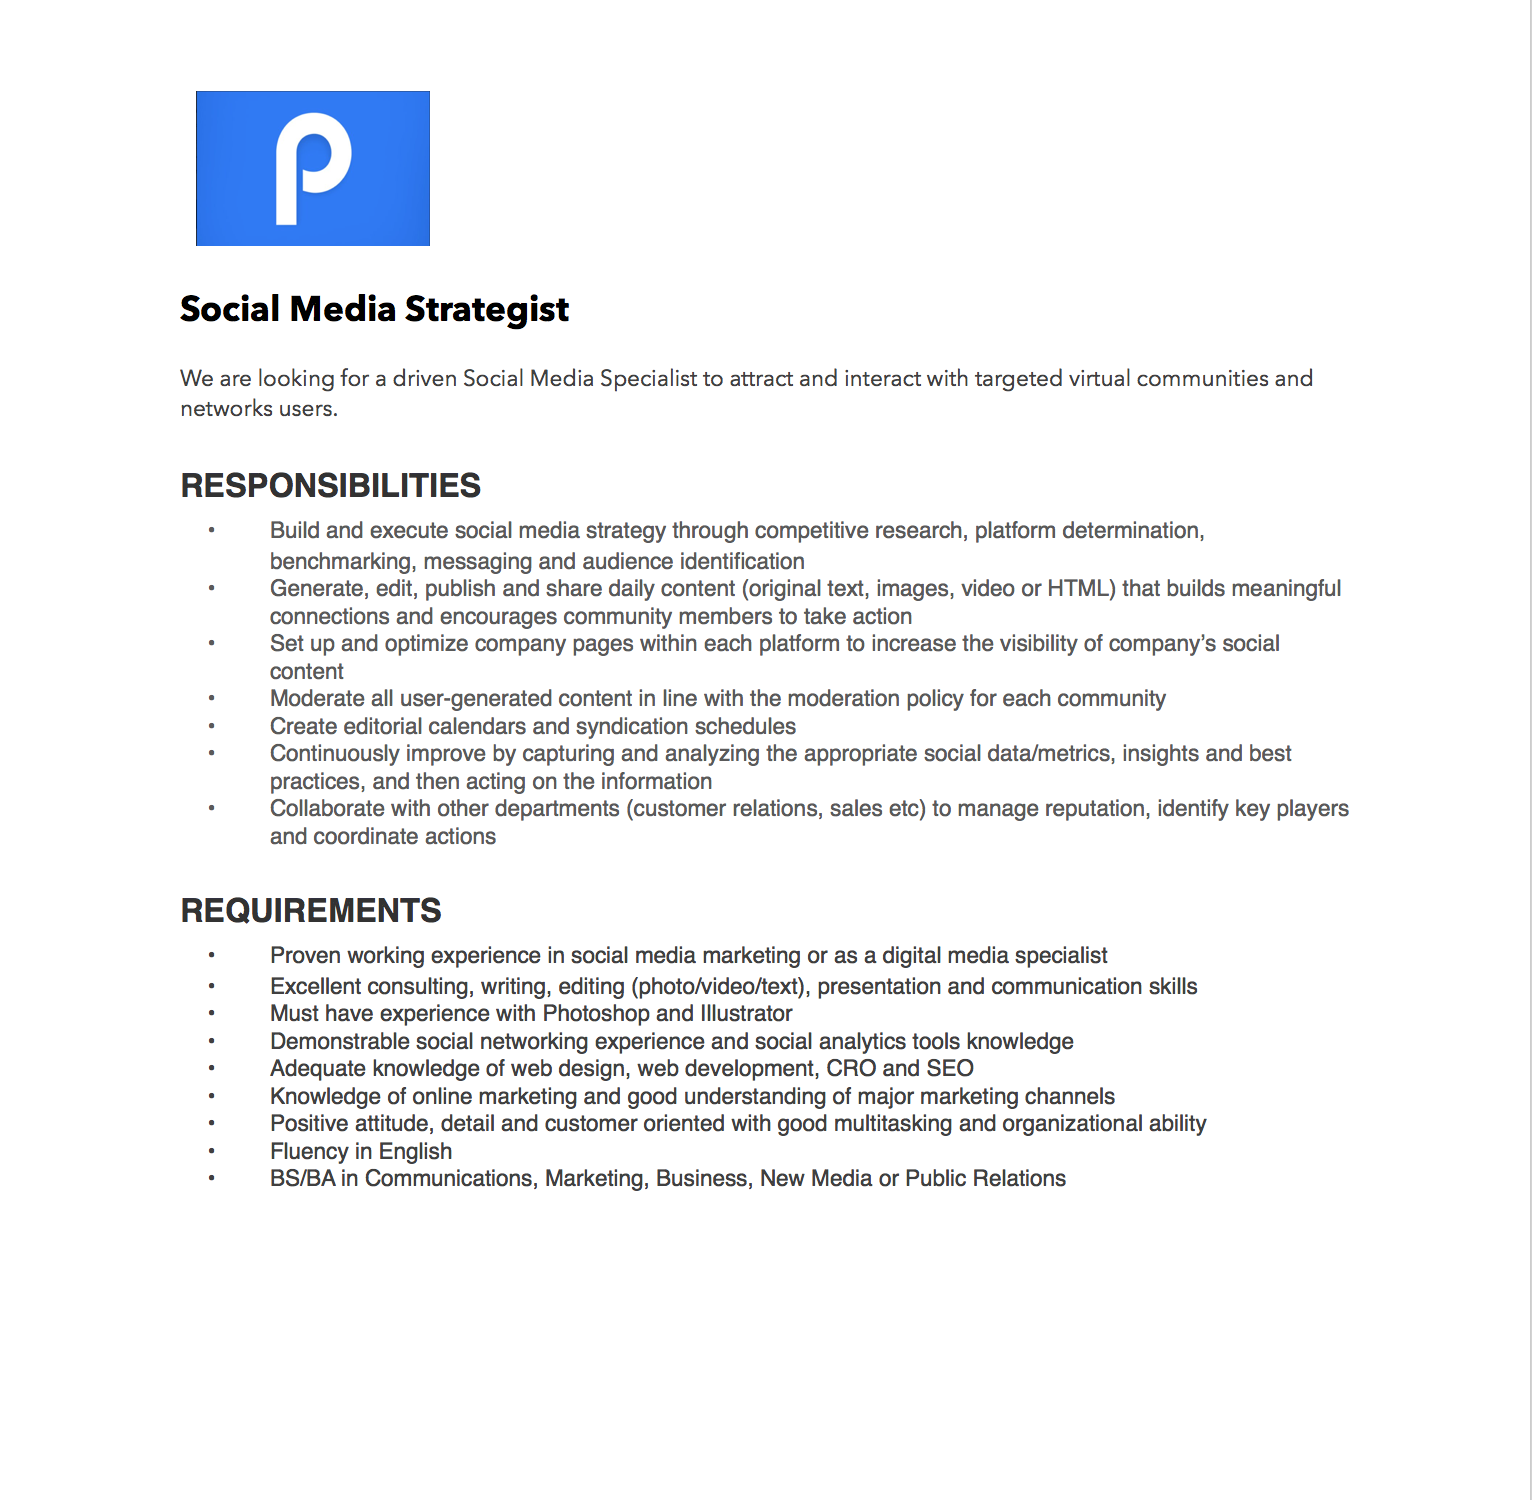 P
Social Media Strategist
We are looking for a driven Social Media Specialist to attract and interact with targeted virtual communities and
networks users.
RESPONSIBILITIES
• Build and execute social media strategy through competitive research, platform determination,
benchmarking, messaging and audience identification
• Generate, edit, publish and share daily content (original text, images, video or HTML) that builds meaningful
connections and encourages community members to take action
• Set up and optimize company pages within each platform to increase the visibility of company’s social
content
• Moderate all user-generated content in line with the moderation policy for each community
• Create editorial calendars and syndication schedules
• Continuously improve by capturing and analyzing the appropriate social data/metrics, insights and best
practices, and then acting on the information
• Collaborate with other departments (customer relations, sales etc) to manage reputation, identify key players
and coordinate actions
REQUIREMENTS
• Proven working experience in social media marketing or as a digital media specialist
• Excellent consulting, writing, editing (photo/video/text), presentation and communication skills
• Must have experience with Photoshop and Illustrator
• Demonstrable social networking experience and social analytics tools knowledge
• Adequate knowledge of web design, web development, CRO and SEO
• Knowledge of online marketing and good understanding of major marketing channels
• Positive attitude, detail and customer oriented with good multitasking and organizational ability
• Fluency in English
• BS/BA in Communications, Marketing, Business, New Media or Public Relations